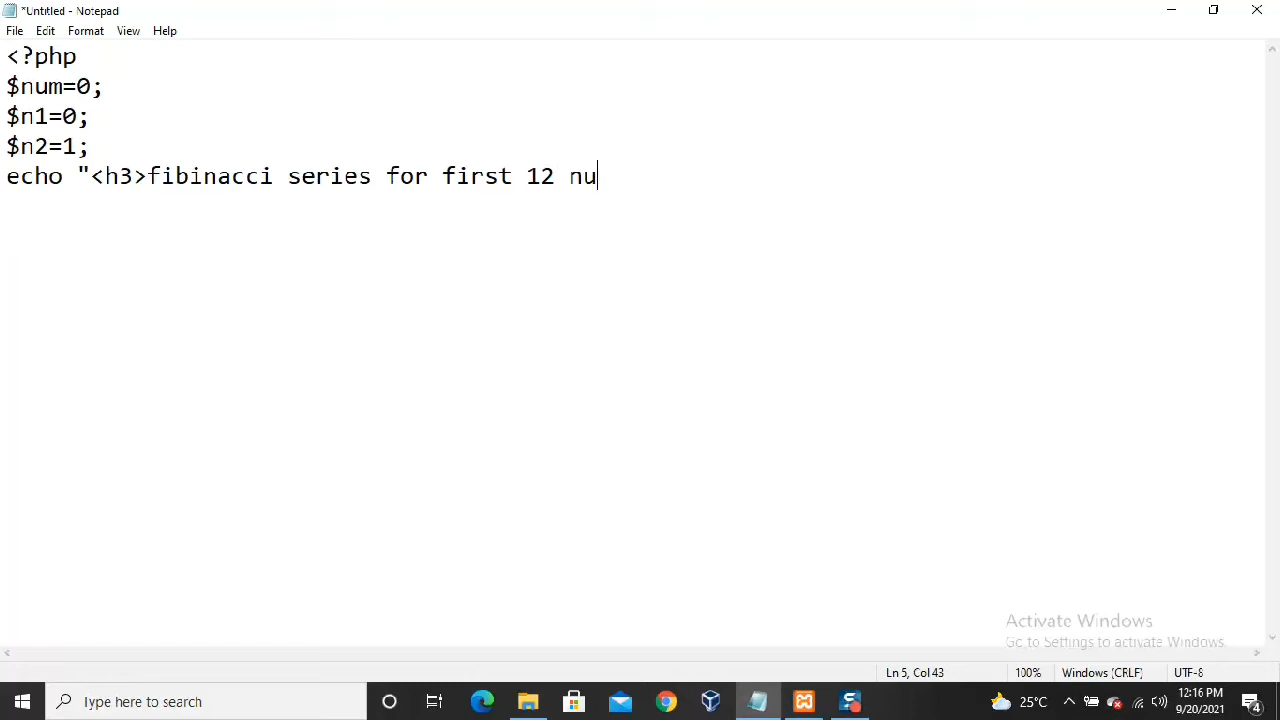 *Untitled - Notepad
File Edit Format View Help
<?php
$num=0;
$n1=0;
$n2=1;
echo "<h3>fibinacci series for first 12 nu
Activate Windows
Go to Settings to activate Windows.
Ln 5, Col 43 100% Windows (CRLF) UTF-8
Type here to search
25°C
12:16 PM
9/20/2021
4